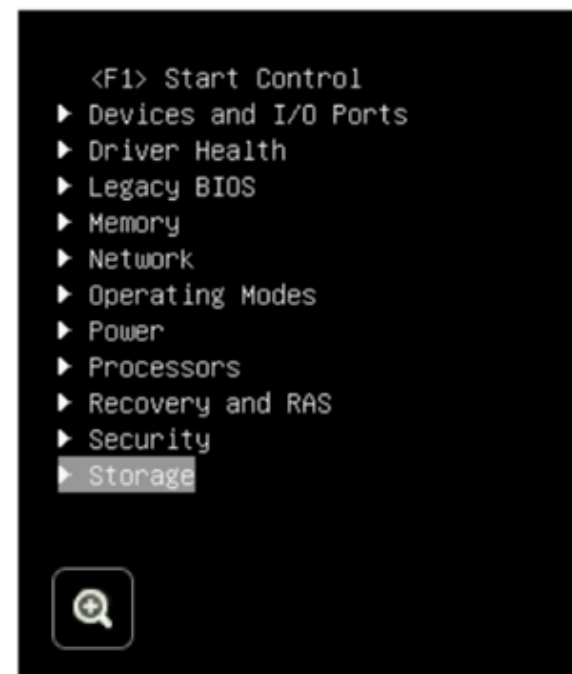 <F1> Start Control
Devices and I/O Ports
Driver Health
Legacy BIOS
Memory
Network
Operating Modes
Power
Processors
Recovery and RAS
Security
Storage